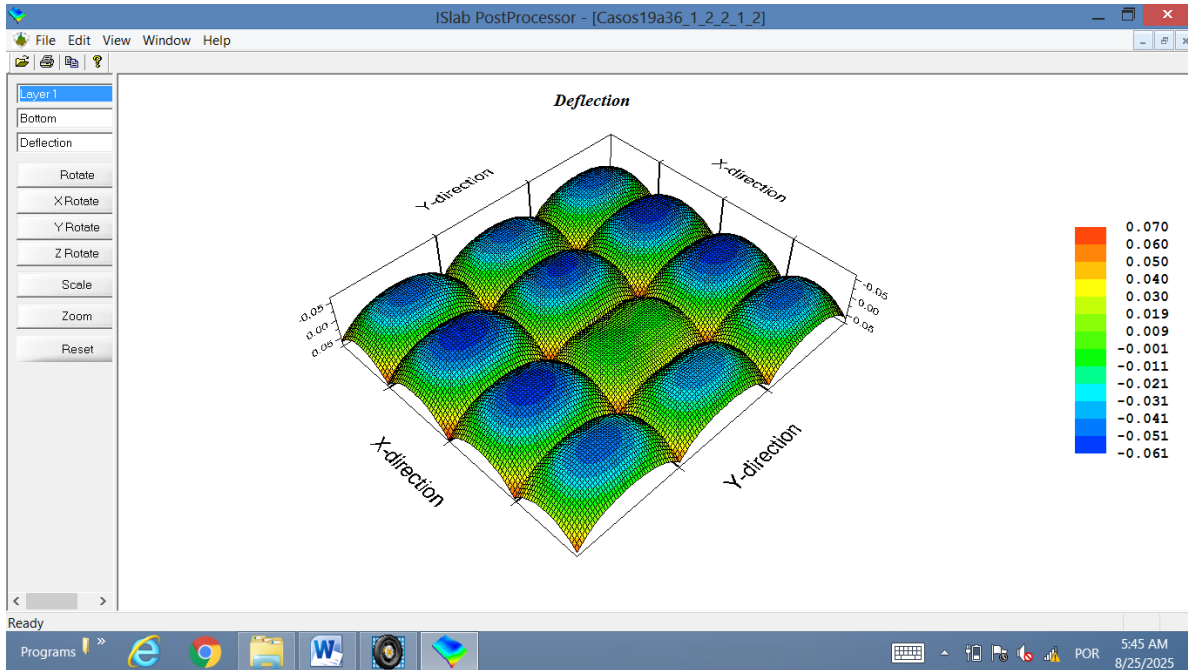 ISlab PostProcessor - [Casos19a36_1_2_2_1_2]
File Edit View Window Help
Layer1
Bottom
Deflection
Rotate
X Rotate
Y Rotate
Z Rotate
Scale
Zoom
Reset
Deflection
Y-direction
X-direction
-0.05
0.00
0.05
-0.05
0.00
0.05
X-direction
Y-direction
0.070
0.060
0.050
0.040
0.030
0.019
0.009
-0.001
-0.011
-0.021
-0.031
-0.041
-0.051
-0.061
Ready
Programs
POR
5:45 AM
8/25/2025